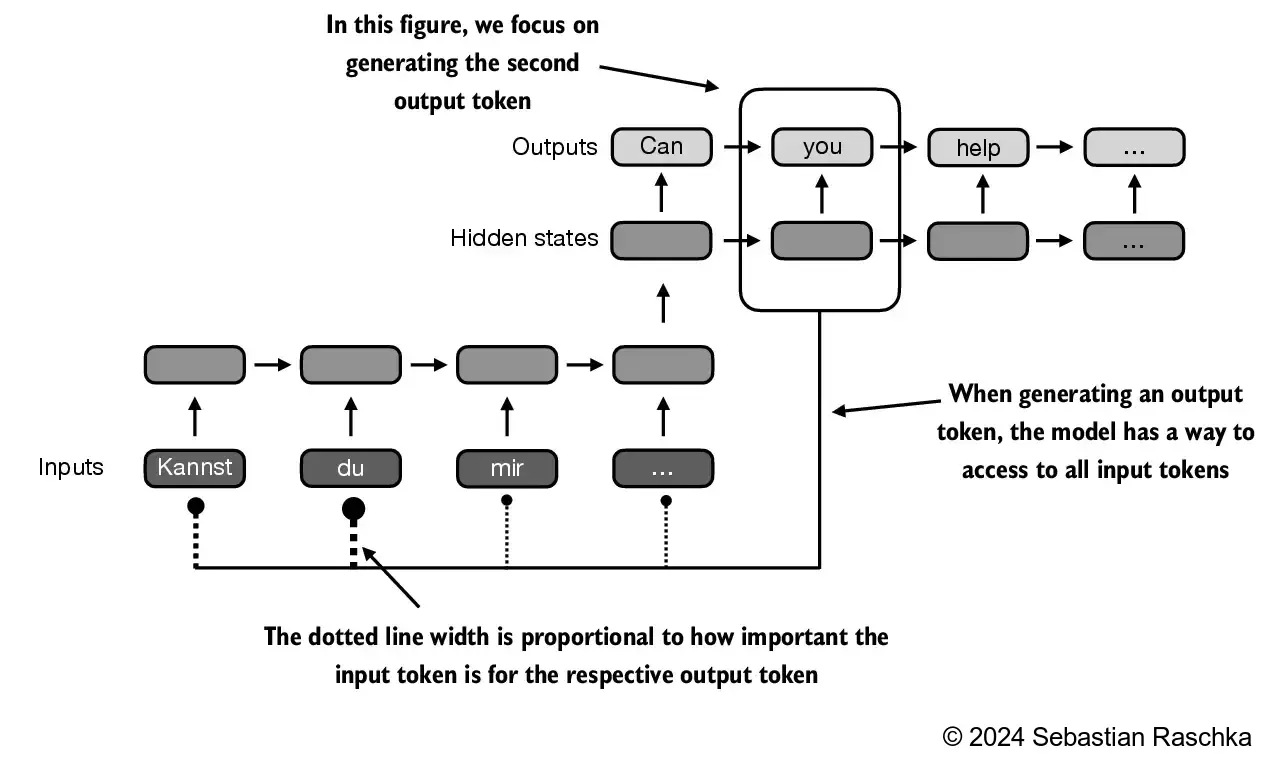 In this figure, we focus on
generating the second
output token
Outputs
Can
you
help
...
Hidden states
...
Inputs
Kannst
du
mir
...
When generating an output
token, the model has a way to
access to all input tokens
The dotted line width is proportional to how important the
input token is for the respective output token
© 2024 Sebastian Raschka